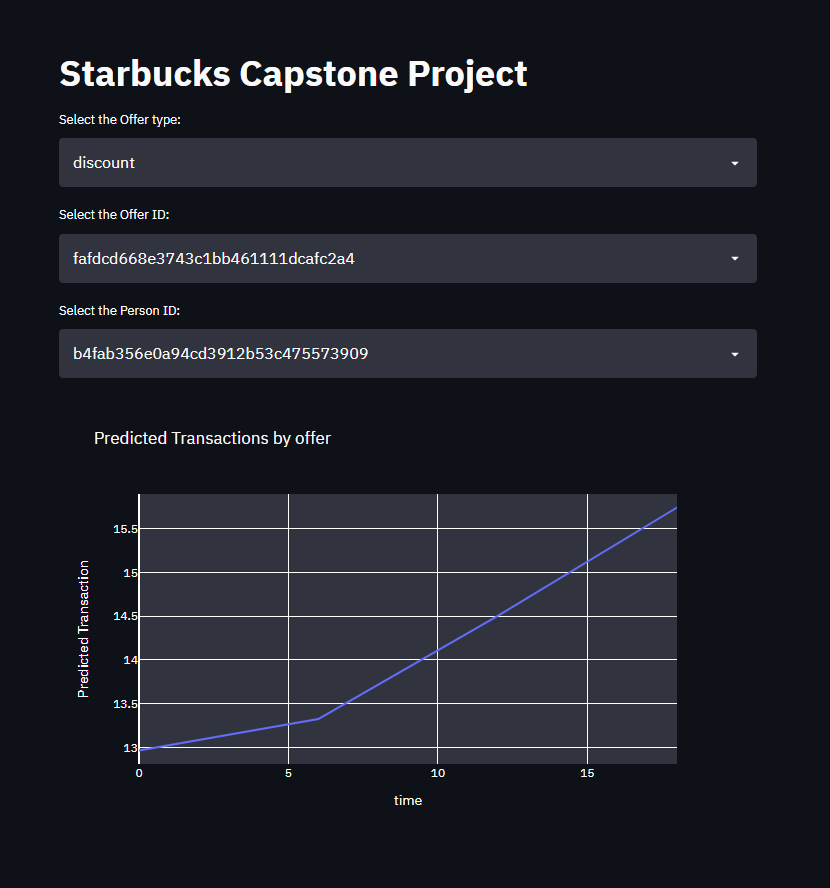 Starbucks Capstone Project
Select the Offer type:
discount
Select the Offer ID:
fafdcd668e3743c1bb461111dcafc2a4
Select the Person ID:
b4fab356e0a94cd3912b53c475573909
Predicted Transactions by offer
Predicted Transaction
15.5
15
14.5
14
13.5
13
0 5 10 15
time